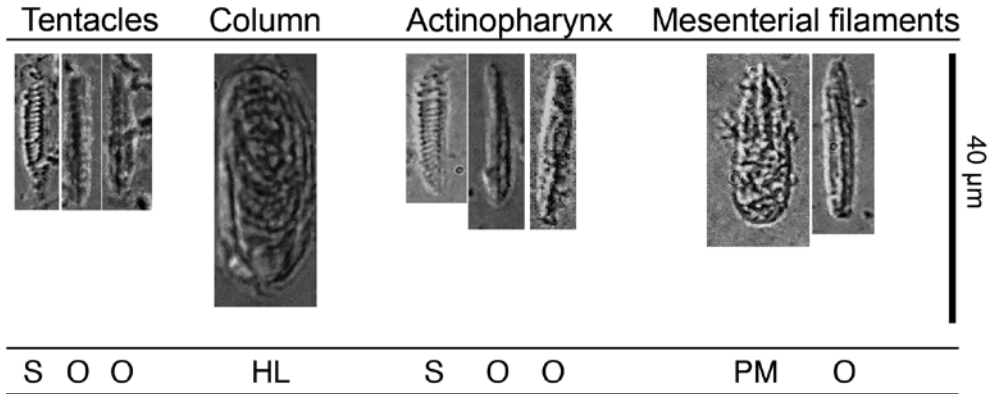 Tentacles Column Actinopharynx Mesenterial filaments
40 µm
S O O HL S O O PM O